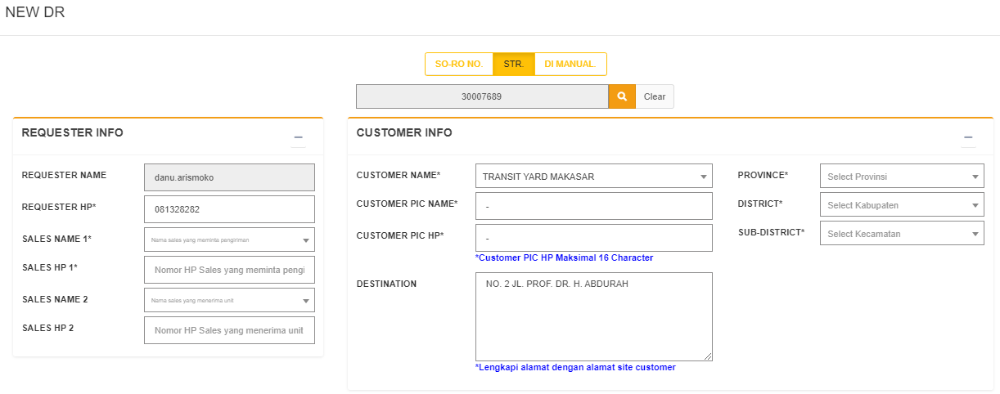 NEW DR
SO-RO NO. STR. DI MANUAL.
30007689 Clear
REQUESTER INFO
REQUESTER NAME danu.arismoko
REQUESTER HP* 081328282
SALES NAME 1* Nama sales yang meminta pengiriman
SALES HP 1* Nomor HP Sales yang meminta pengi
SALES NAME 2 Nama sales yang menerima unit
SALES HP 2 Nomor HP Sales yang menerima unit
CUSTOMER INFO
CUSTOMER NAME* TRANSIT YARD MAKASAR
CUSTOMER PIC NAME* -
CUSTOMER PIC HP* -
*Customer PIC HP Maksimal 16 Character
DESTINATION NO. 2 JL. PROF. DR. H. ABDURAH
*Lengkapi alamat dengan alamat site customer
PROVINCE* Select Provinsi
DISTRICT* Select Kabupaten
SUB-DISTRICT* Select Kecamatan